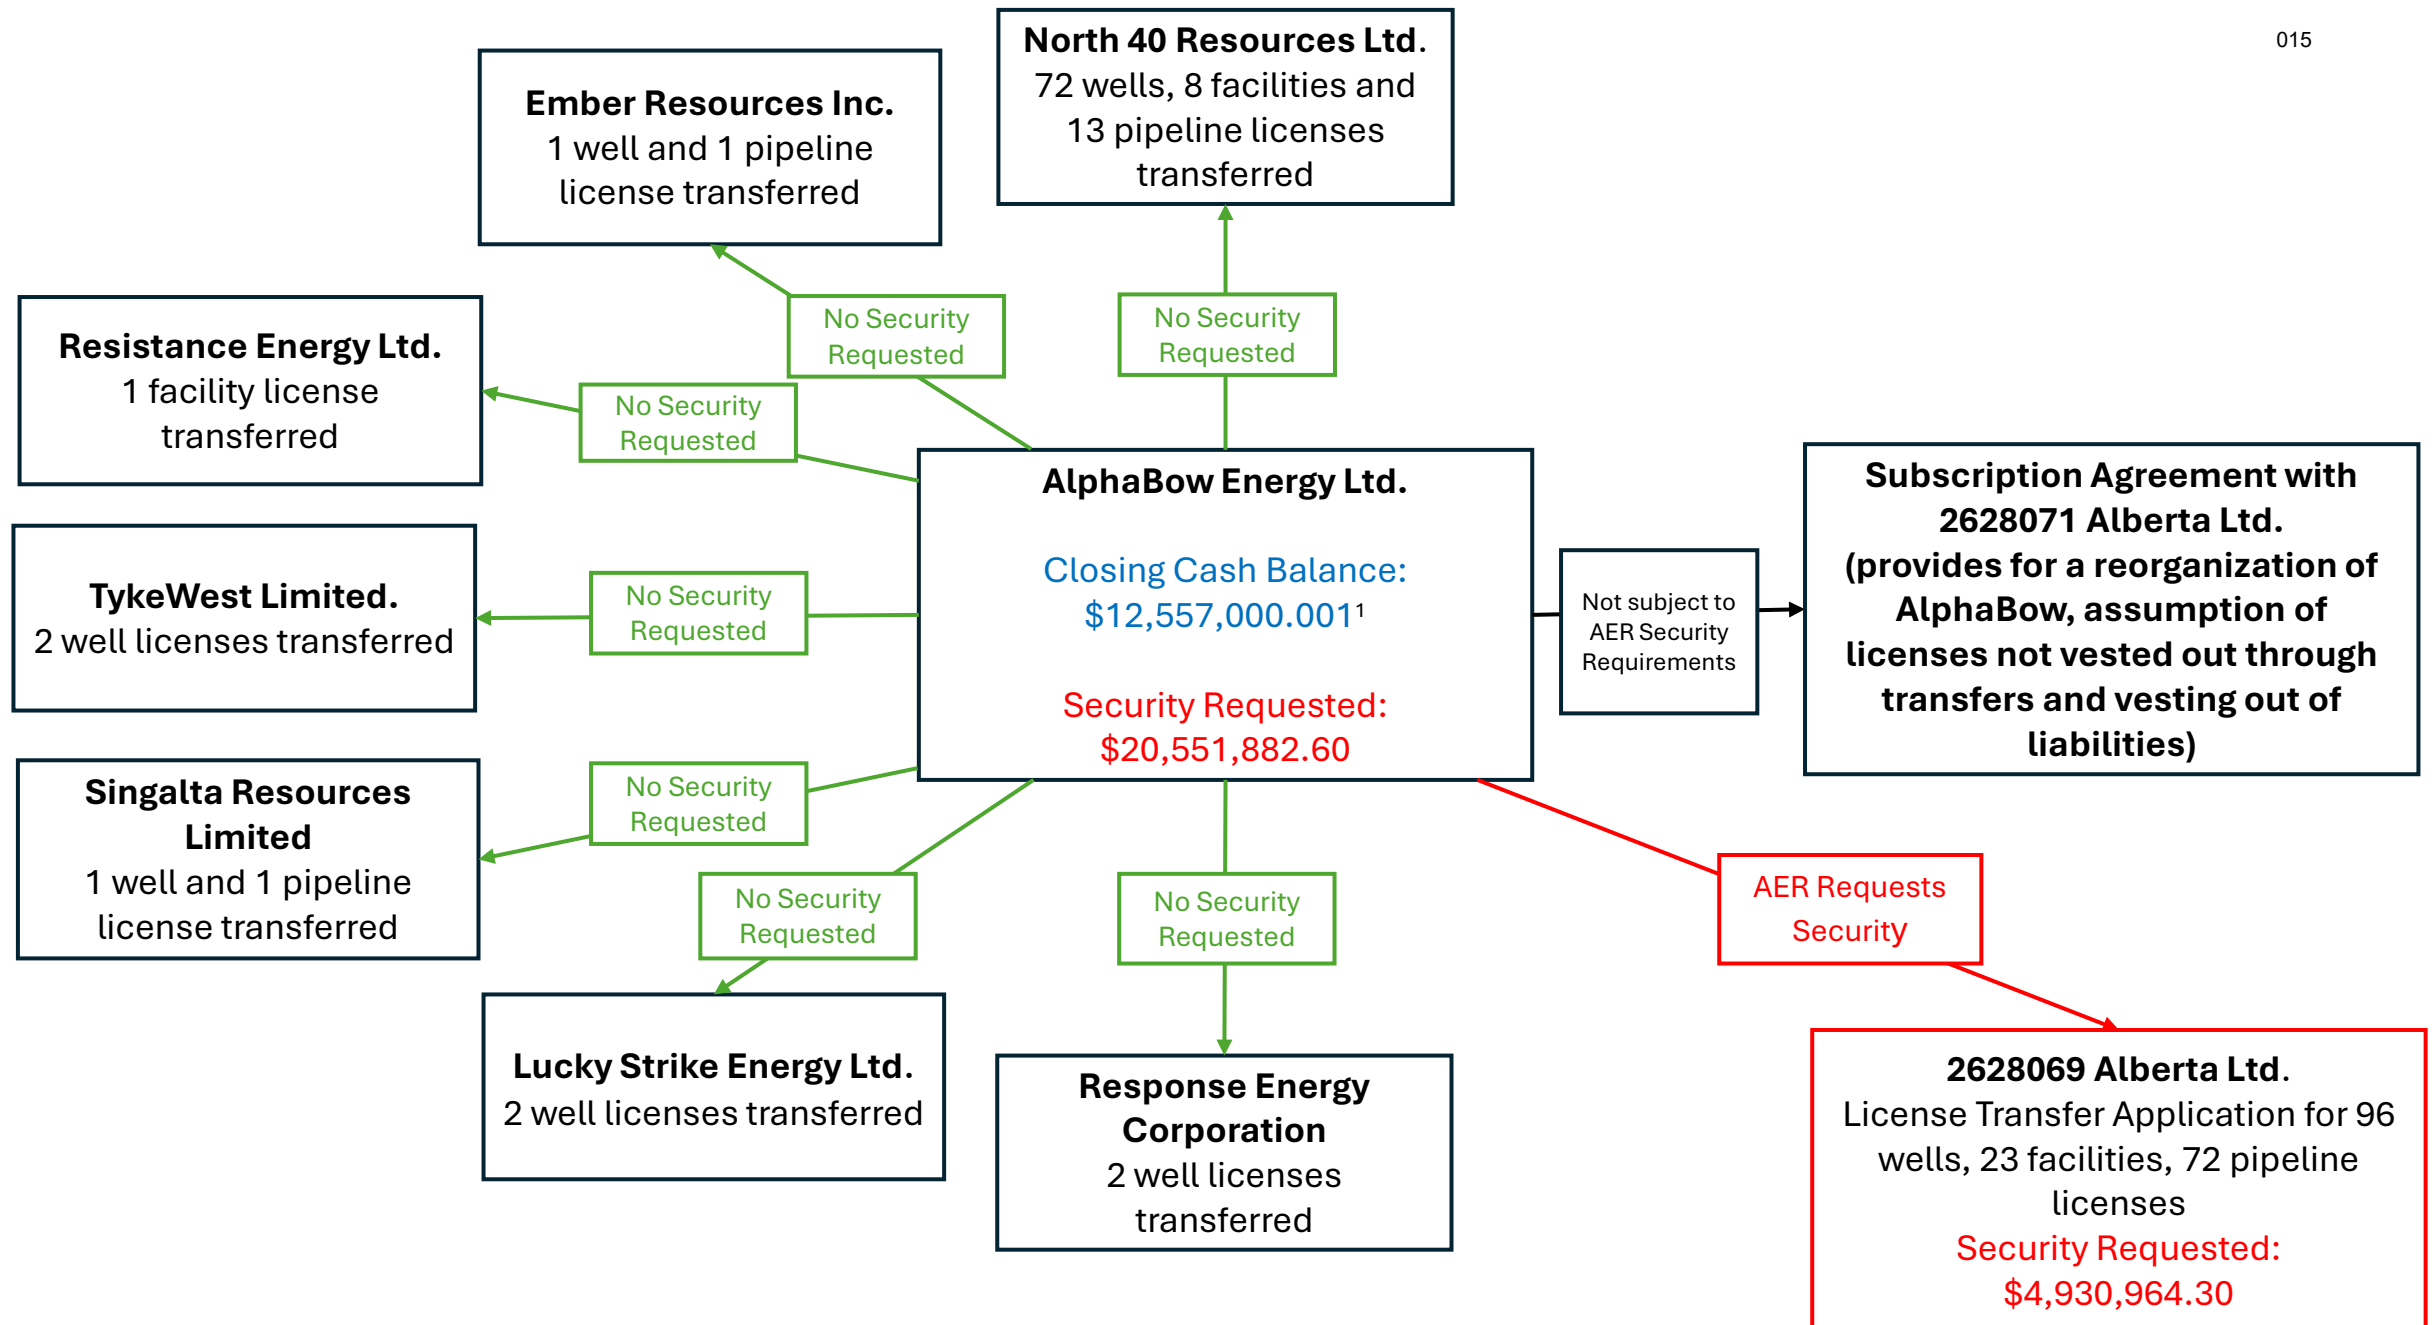 015
North 40 Resources Ltd.
72 wells, 8 facilities and
13 pipeline licenses
transferred
Ember Resources Inc.
1 well and 1 pipeline
license transferred
No Security
Requested
No Security
Requested
Resistance Energy Ltd.
1 facility license
transferred
No Security
Requested
AlphaBow Energy Ltd.
Closing Cash Balance:
$12,557,000.001¹
Security Requested:
$20,551,882.60
Subscription Agreement with
2628071 Alberta Ltd.
(provides for a reorganization of
AlphaBow, assumption of
licenses not vested out through
transfers and vesting out of
liabilities)
Not subject to
AER Security
Requirements
TykeWest Limited.
2 well licenses transferred
No Security
Requested
Singalta Resources
Limited
1 well and 1 pipeline
license transferred
No Security
Requested
No Security
Requested
No Security
Requested
AER Requests
Security
Lucky Strike Energy Ltd.
2 well licenses transferred
Response Energy
Corporation
2 well licenses
transferred
2628069 Alberta Ltd.
License Transfer Application for 96
wells, 23 facilities, 72 pipeline
licenses
Security Requested:
$4,930,964.30